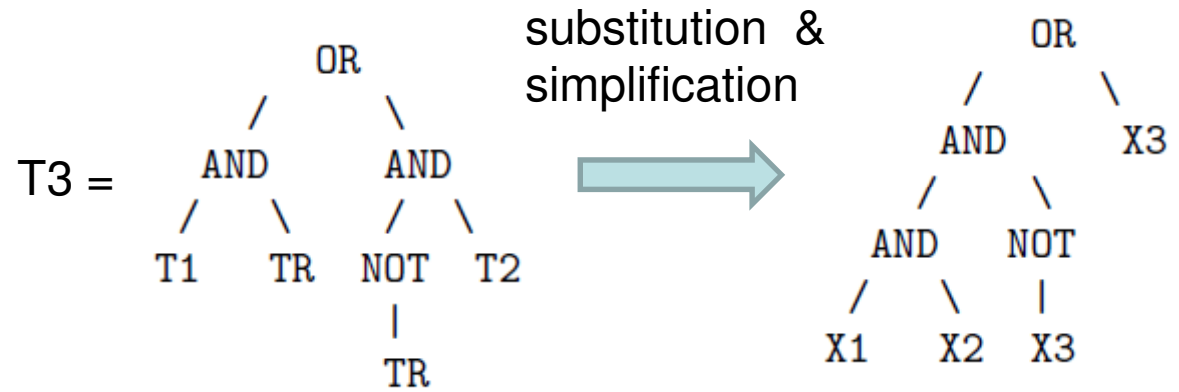 substitution &
simplification
T3 =
OR
/ \
AND AND
/ \ / \
T1 TR NOT T2
|
TR
OR
/ \
AND X3
/ \
AND NOT
/ \ |
X1 X2 X3